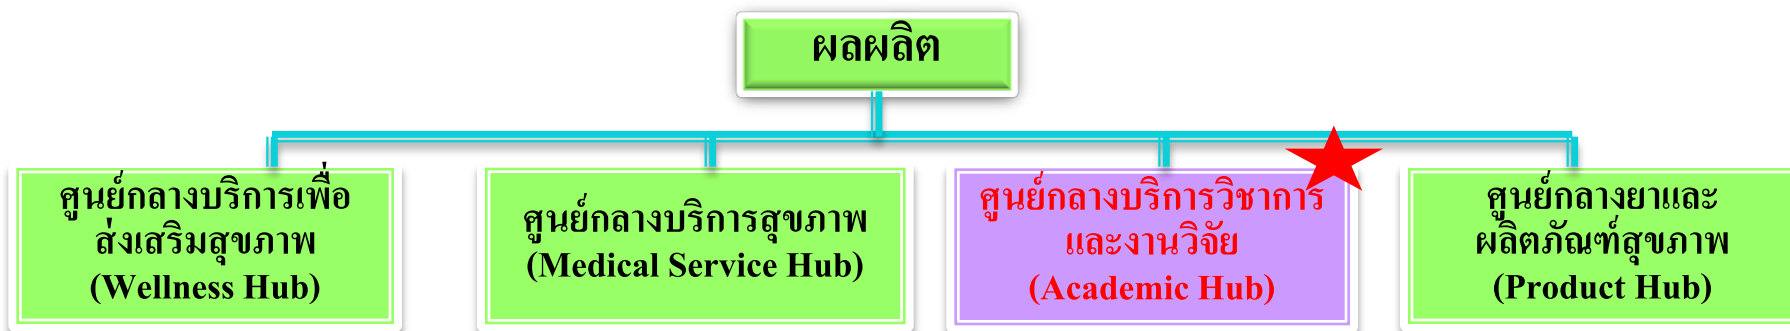 ผลผลิต
ศูนย์กลางบริการเพื่อ
ส่งเสริมสุขภาพ
(Wellness Hub)
ศูนย์กลางบริการสุขภาพ
(Medical Service Hub)
ศูนย์กลางบริการวิชาการ
และงานวิจัย
(Academic Hub)
ศูนย์กลางยาและ
ผลิตภัณฑ์สุขภาพ
(Product Hub)